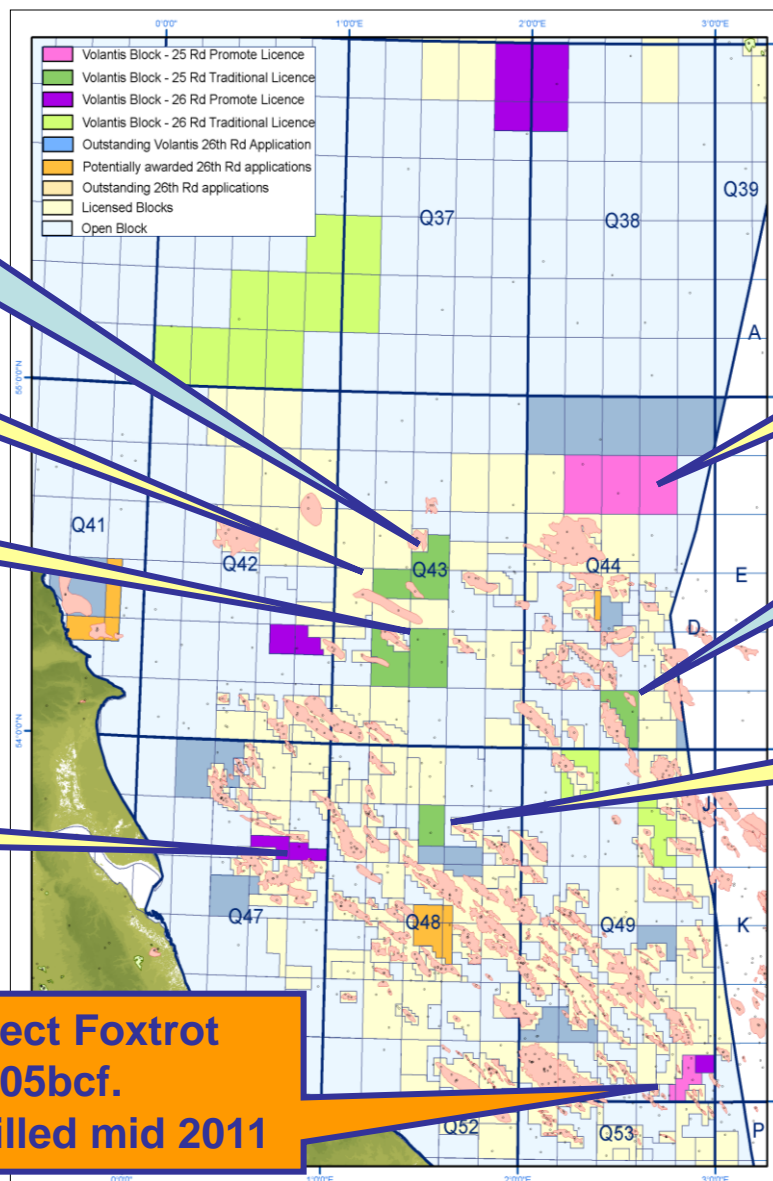 0°0'0"
1°0'0"E
2°0'0"E
3°0'0"E
Volantis Block - 25 Rd Promote Licence
Volantis Block - 25 Rd Traditional Licence
Volantis Block - 26 Rd Promote Licence
Volantis Block - 26 Rd Traditional Licence
Outstanding Volantis 26th Rd Application
Potentially awarded 26th Rd applications
Outstanding 26th Rd applications
Licensed Blocks
Open Block
Q37
Q38
Q39
A
55°0'0"N
Q41
Q42
Q43
Q44
E
D
54°0'0"N
J
Q47
Q48
Q49
K
ect Foxtrot
05bcf.
illed mid 2011
Q52
Q53
P
0°0'0"
1°0'0"E
2°0'0"E
3°0'0"E